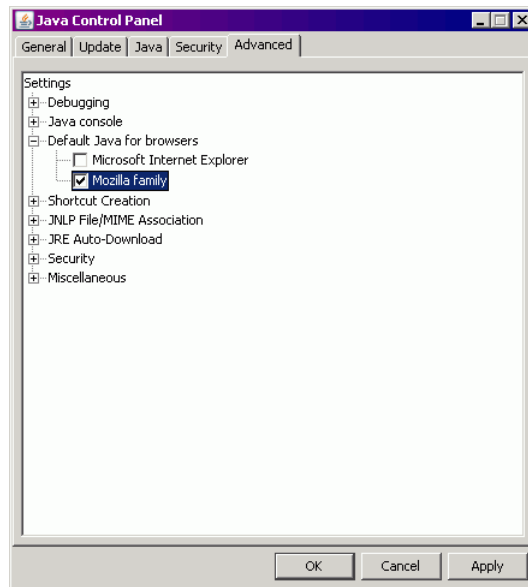 Java Control Panel
General Update Java Security Advanced
Settings
Debugging
Java console
Default Java for browsers
Microsoft Internet Explorer
Mozilla family
Shortcut Creation
JNLP File/MIME Association
JRE Auto-Download
Security
Miscellaneous
OK Cancel Apply